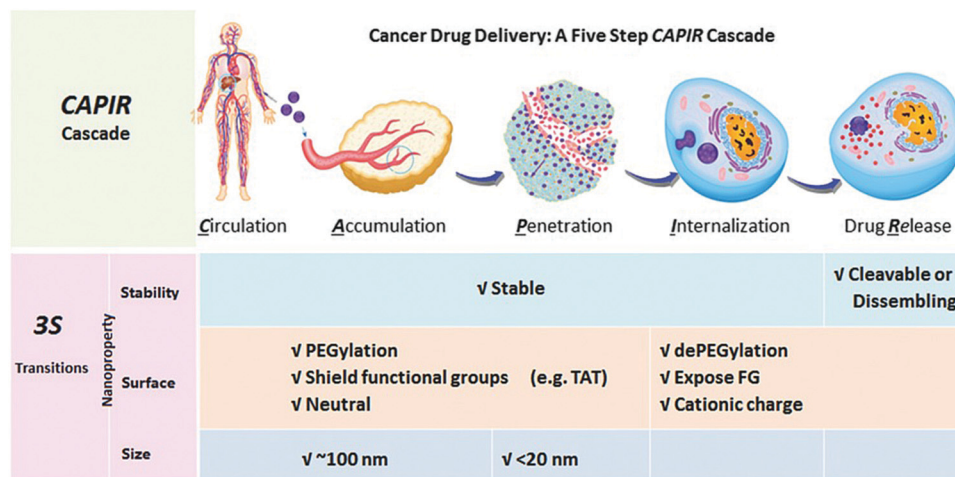 Cancer Drug Delivery: A Five Step CAPIR Cascade
CAPIR
Cascade
Circulation
Accumulation
Penetration
Internalization
Drug Release
3S
Transitions
Nanoproperty
Stability
√ Stable
√ Cleavable or
Dissembling
Surface
√ PEGylation
√ Shield functional groups (e.g. TAT)
√ Neutral
√ dePEGylation
√ Expose FG
√ Cationic charge
Size
√ ~100 nm
√ <20 nm